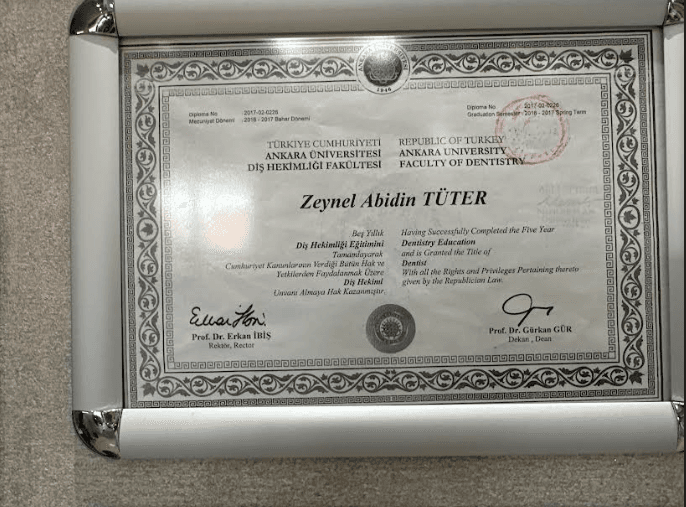 1946
Diploma No : 2017-02-0226
Mezuniyet Dönemi : 2016 - 2017 Bahar Dönemi
Diploma No : 2017-02-0226
Graduation Semester : 2016 - 2017 Spring Term
TÜRKİYE CUMHURİYETİ
ANKARA ÜNİVERSİTESİ
DİŞ HEKİMLİĞİ FAKÜLTESİ
REPUBLIC OF TURKEY
ANKARA UNIVERSITY
FACULTY OF DENTISTRY
Zeynel Abidin TÜTER
Beş Yıllık
Diş Hekimliği Eğitimini
Tamamlayarak
Cumhuriyet Kanunlarının Verdiği Bütün Hak ve
Yetkilerden Faydalanmak Üzere
Diş Hekimi
Unvanı Almaya Hak Kazanmıştır.
Having Successfully Completed the Five Year
Dentistry Education
and is Granted the Title of
Dentist
With all the Rights and Privileges Pertaining thereto
given by the Republician Law.
Prof. Dr. Erkan İBİŞ
Rektör, Rector
Prof. Dr. Gürkan GÜR
Dekan , Dean